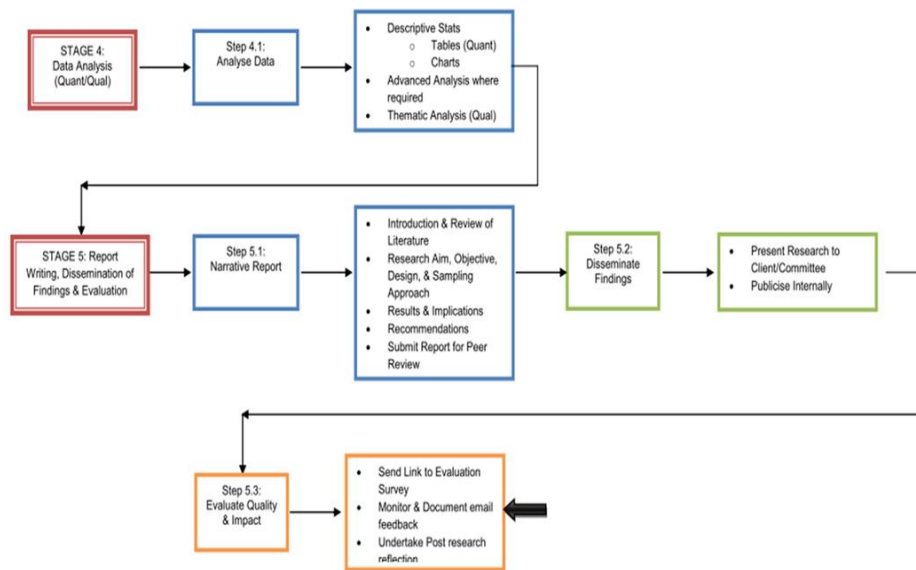 STAGE 4:
Data Analysis
(Quant/Qual)
Step 4.1:
Analyse Data
• Descriptive Stats
o Tables (Quant)
o Charts
• Advanced Analysis where
required
• Thematic Analysis (Qual)
STAGE 5: Report
Writing, Dissemination of
Findings & Evaluation
Step 5.1:
Narrative Report
• Introduction & Review of
Literature
• Research Aim, Objective,
Design, & Sampling
Approach
• Results & Implications
• Recommendations
• Submit Report for Peer
Review
Step 5.2:
Disseminate
Findings
• Present Research to
Client/Committee
• Publicise Internally
Step 5.3:
Evaluate Quality
& Impact
• Send Link to Evaluation
Survey
• Monitor & Document email
feedback
• Undertake Post research
reflection